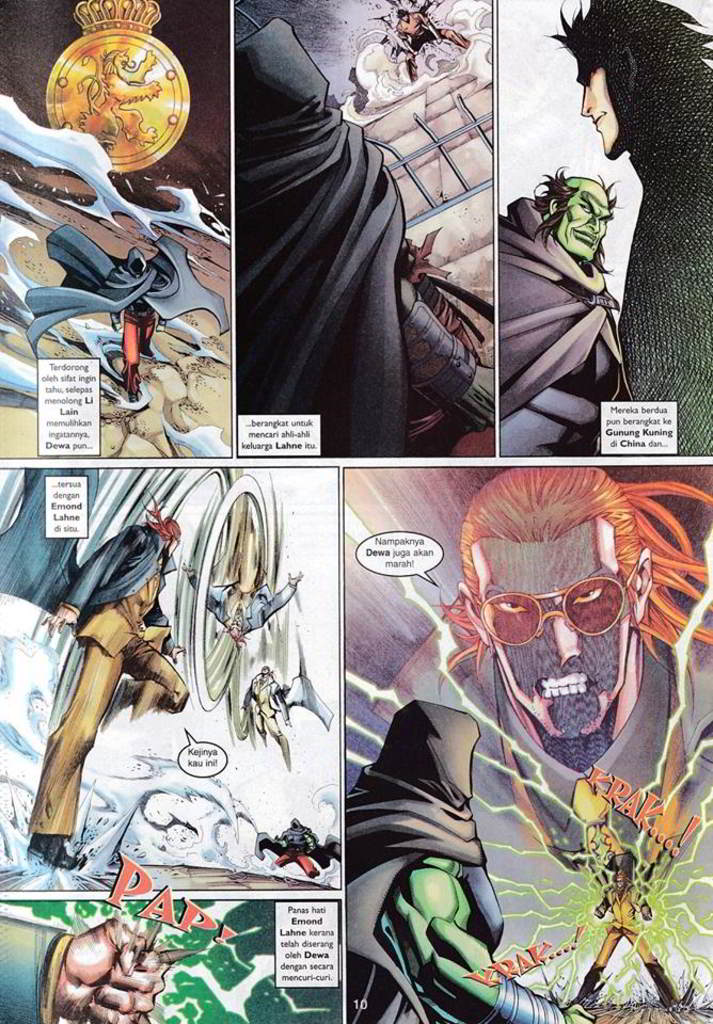 Terdorong
oleh sifat ingin
tahu, selepas
menolong Li
Lain
memulihkan
ingatannya,
Dewa pun...
...berangkat untuk
mencari ahli-ahli
keluarga Lahne itu.
Mereka berdua
pun berangkat ke
Gunung Kuning
di China dan...
...tersua
dengan
Emond
Lahne
di situ.
Kejinya
kau ini!
Nampaknya
Dewa juga akan
marah!
KRAK...!
KRAK...!
PAP!
Panas hati
Emond
Lahne kerana
telah diserang
oleh Dewa
dengan secara
mencuri-curi.
10